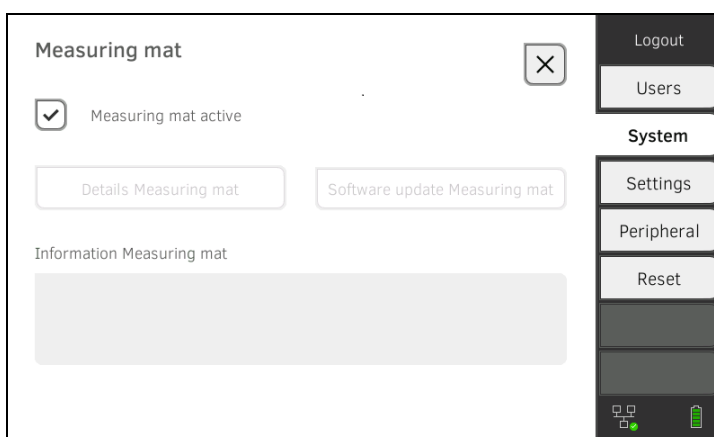 Measuring mat
Measuring mat active
Details Measuring mat
Software update Measuring mat
Information Measuring mat
Logout
Users
System
Settings
Peripheral
Reset